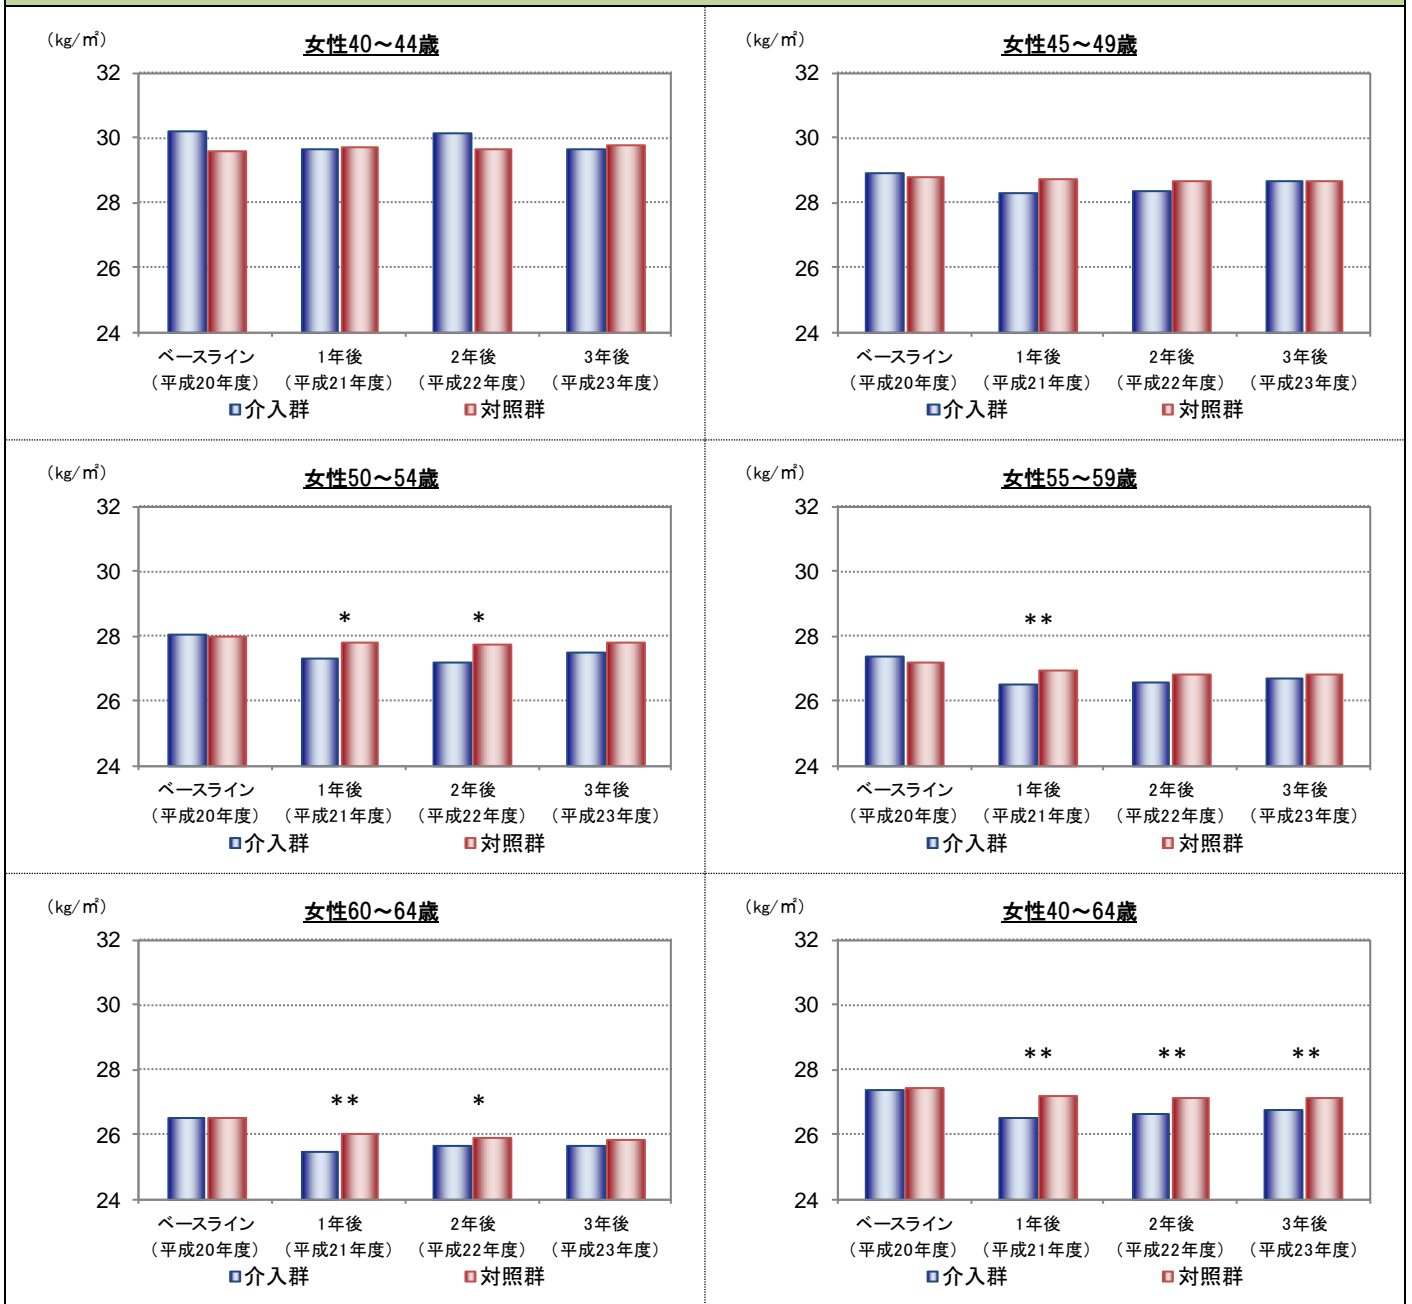 (kg/㎡)
女性40～44歳
32
30
28
26
24
ベースライン 1年後 2年後 3年後
（平成20年度） （平成21年度） （平成22年度） （平成23年度）
介入群 対照群
(kg/㎡)
女性45～49歳
32
30
28
26
24
ベースライン 1年後 2年後 3年後
（平成20年度） （平成21年度） （平成22年度） （平成23年度）
介入群 対照群
(kg/㎡)
女性50～54歳
32
30
* *
28
26
24
ベースライン 1年後 2年後 3年後
（平成20年度） （平成21年度） （平成22年度） （平成23年度）
介入群 対照群
(kg/㎡)
女性55～59歳
32
30
**
28
26
24
ベースライン 1年後 2年後 3年後
（平成20年度） （平成21年度） （平成22年度） （平成23年度）
介入群 対照群
(kg/㎡)
女性60～64歳
32
30
28
** *
26
24
ベースライン 1年後 2年後 3年後
（平成20年度） （平成21年度） （平成22年度） （平成23年度）
介入群 対照群
(kg/㎡)
女性40～64歳
32
30
** ** **
28
26
24
ベースライン 1年後 2年後 3年後
（平成20年度） （平成21年度） （平成22年度） （平成23年度）
介入群 対照群